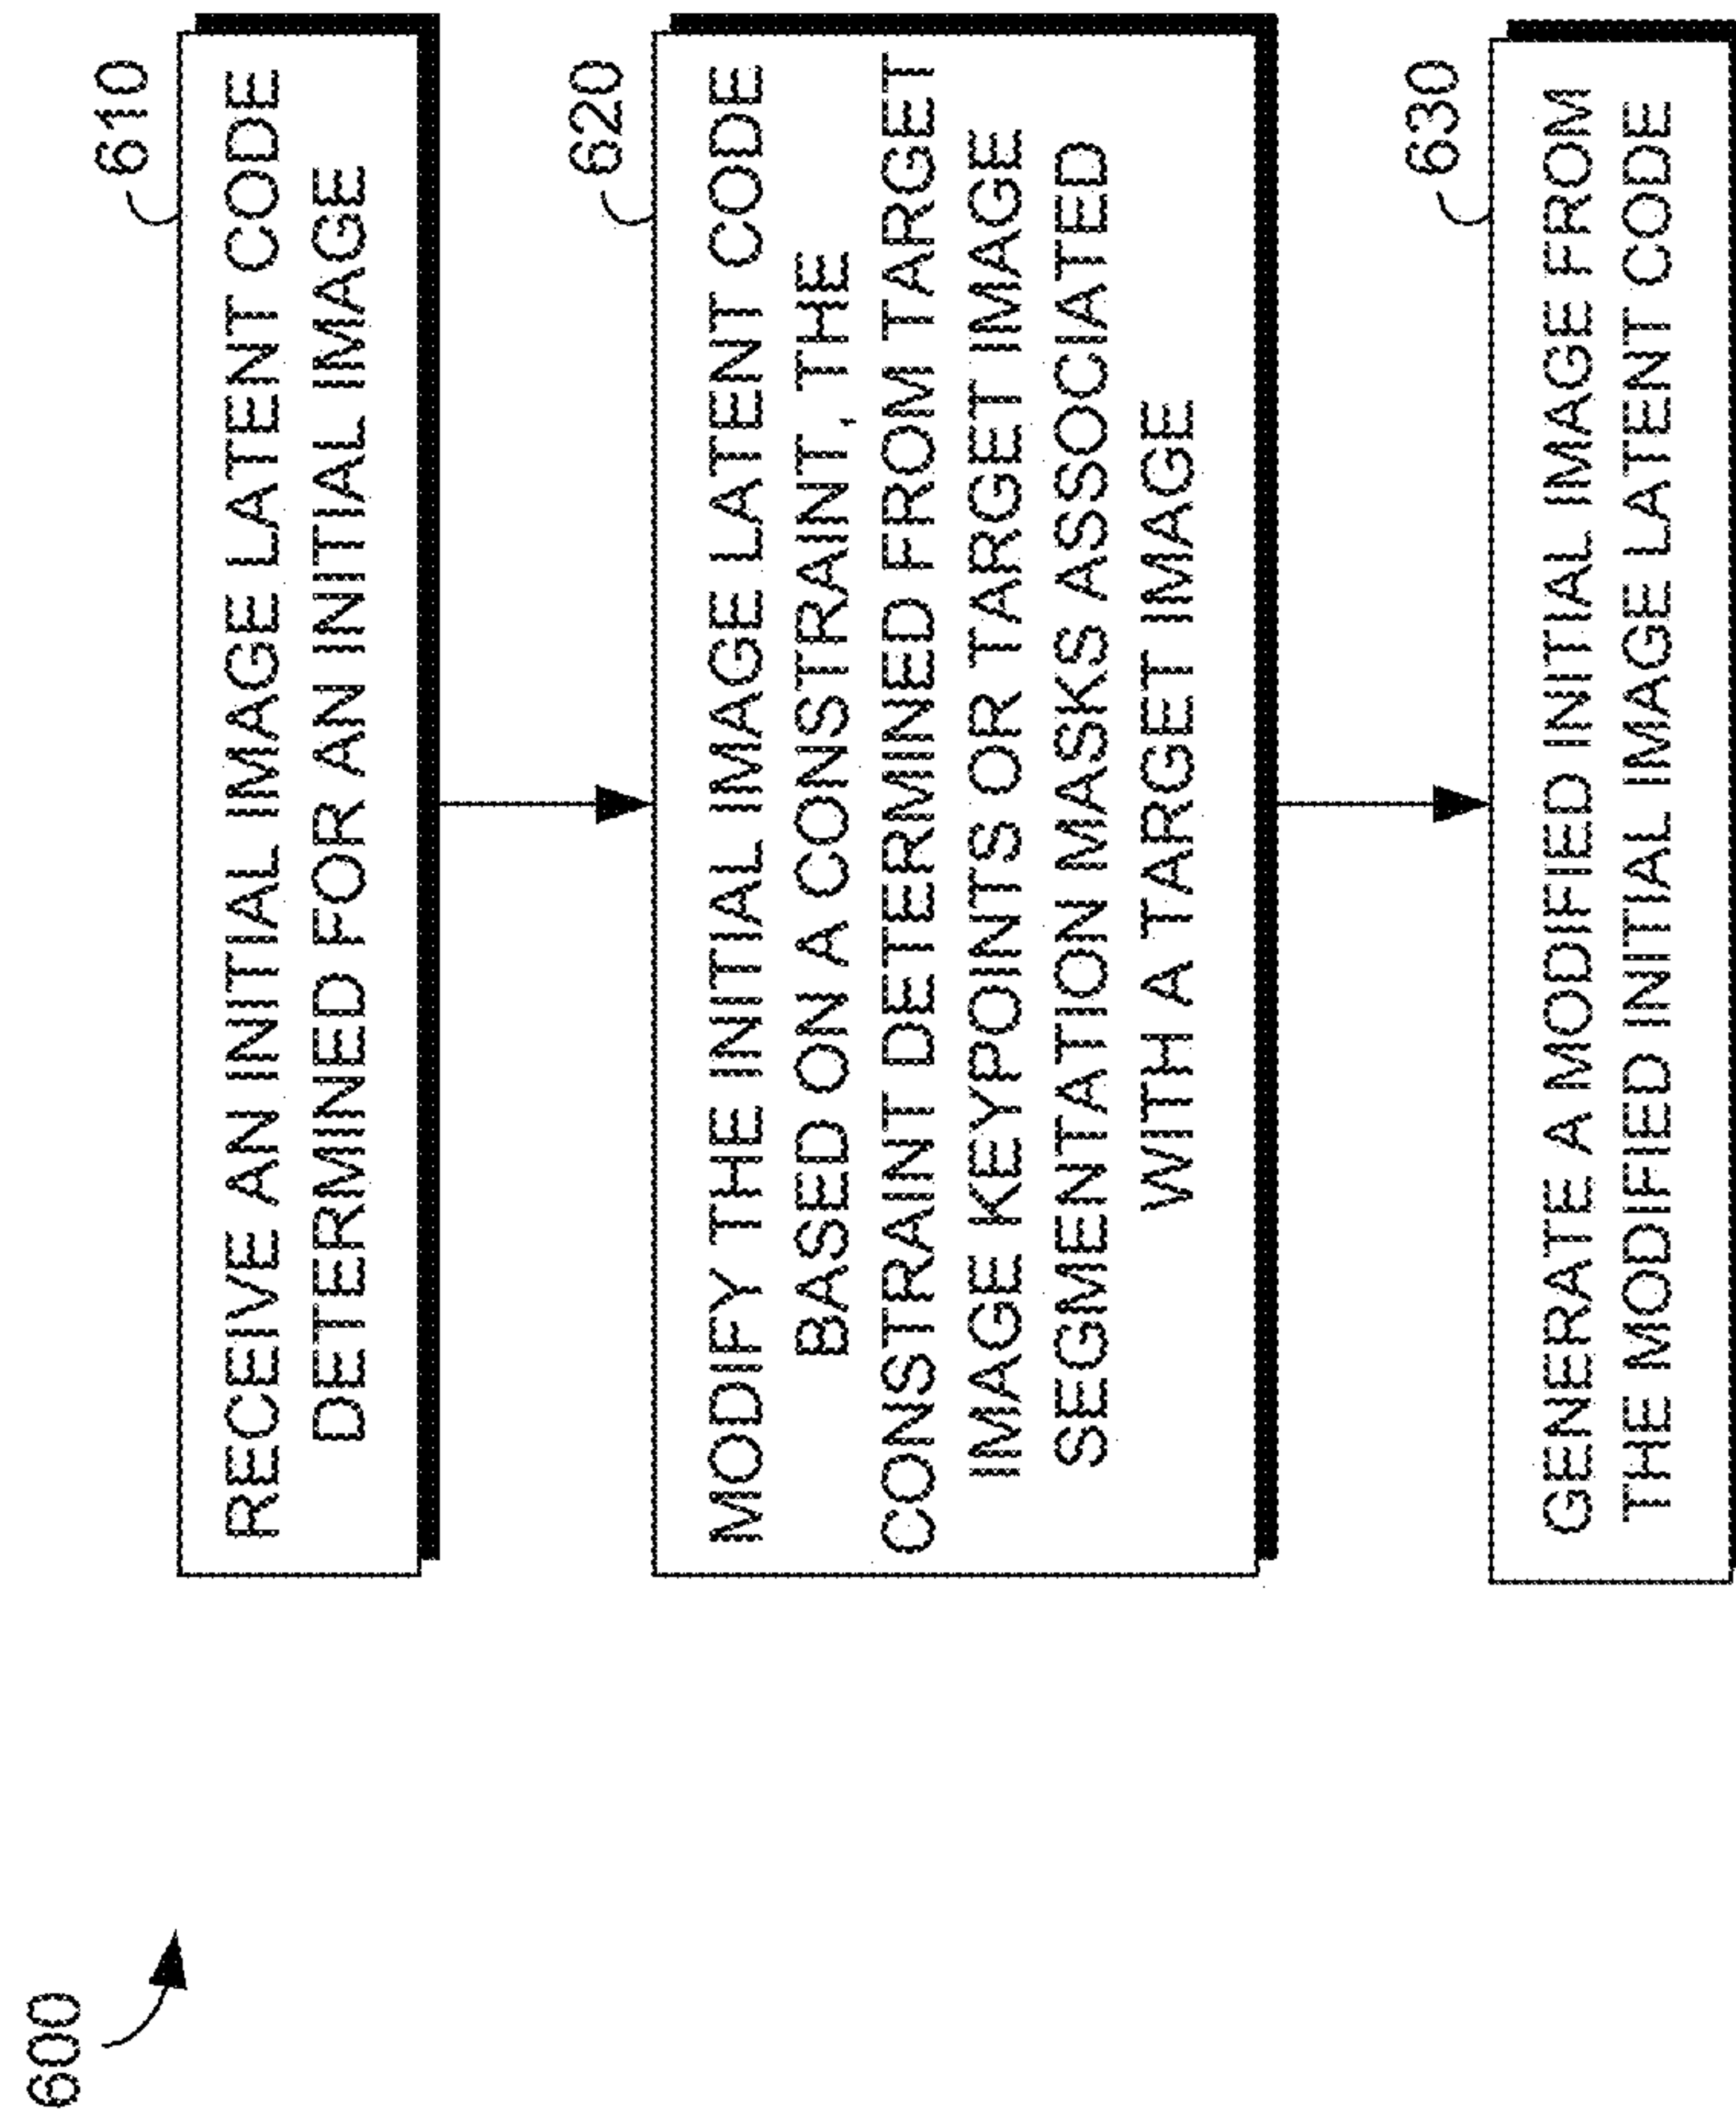 600
610
RECEIVE AN INITIAL IMAGE LATENT CODE
DETERMINED FOR AN INITIAL IMAGE
620
MODIFY THE INITIAL IMAGE LATENT CODE
BASED ON A CONSTRAINT, THE
CONSTRAINT DETERMINED FROM TARGET
IMAGE KEYPOINTS OR TARGET IMAGE
SEGMENTATION MASKS ASSOCIATED
WITH A TARGET IMAGE
630
GENERATE A MODIFIED INITIAL IMAGE FROM
THE MODIFIED INITIAL IMAGE LATENT CODE